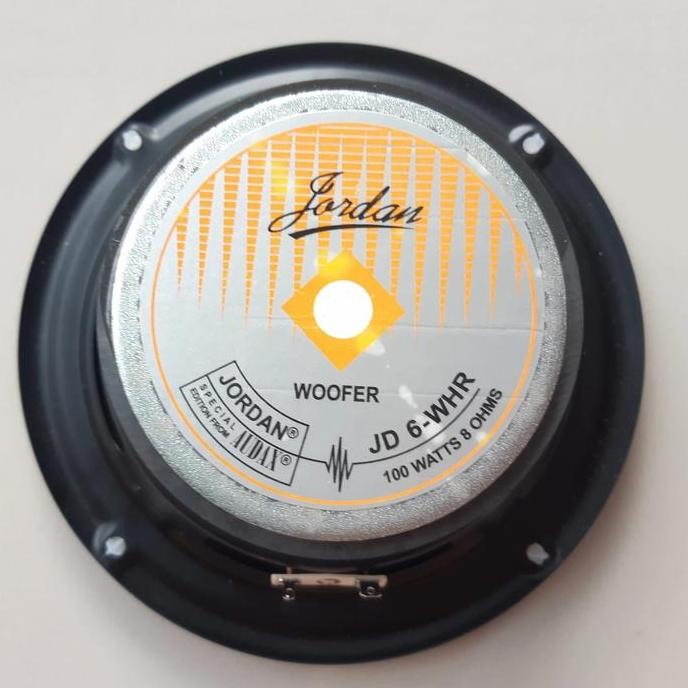 Jordan
WOOFER
JORDAN®
SPECIAL
EDITION FROM
AUDAX®
JD 6-WHR
100 WATTS 8 OHMS